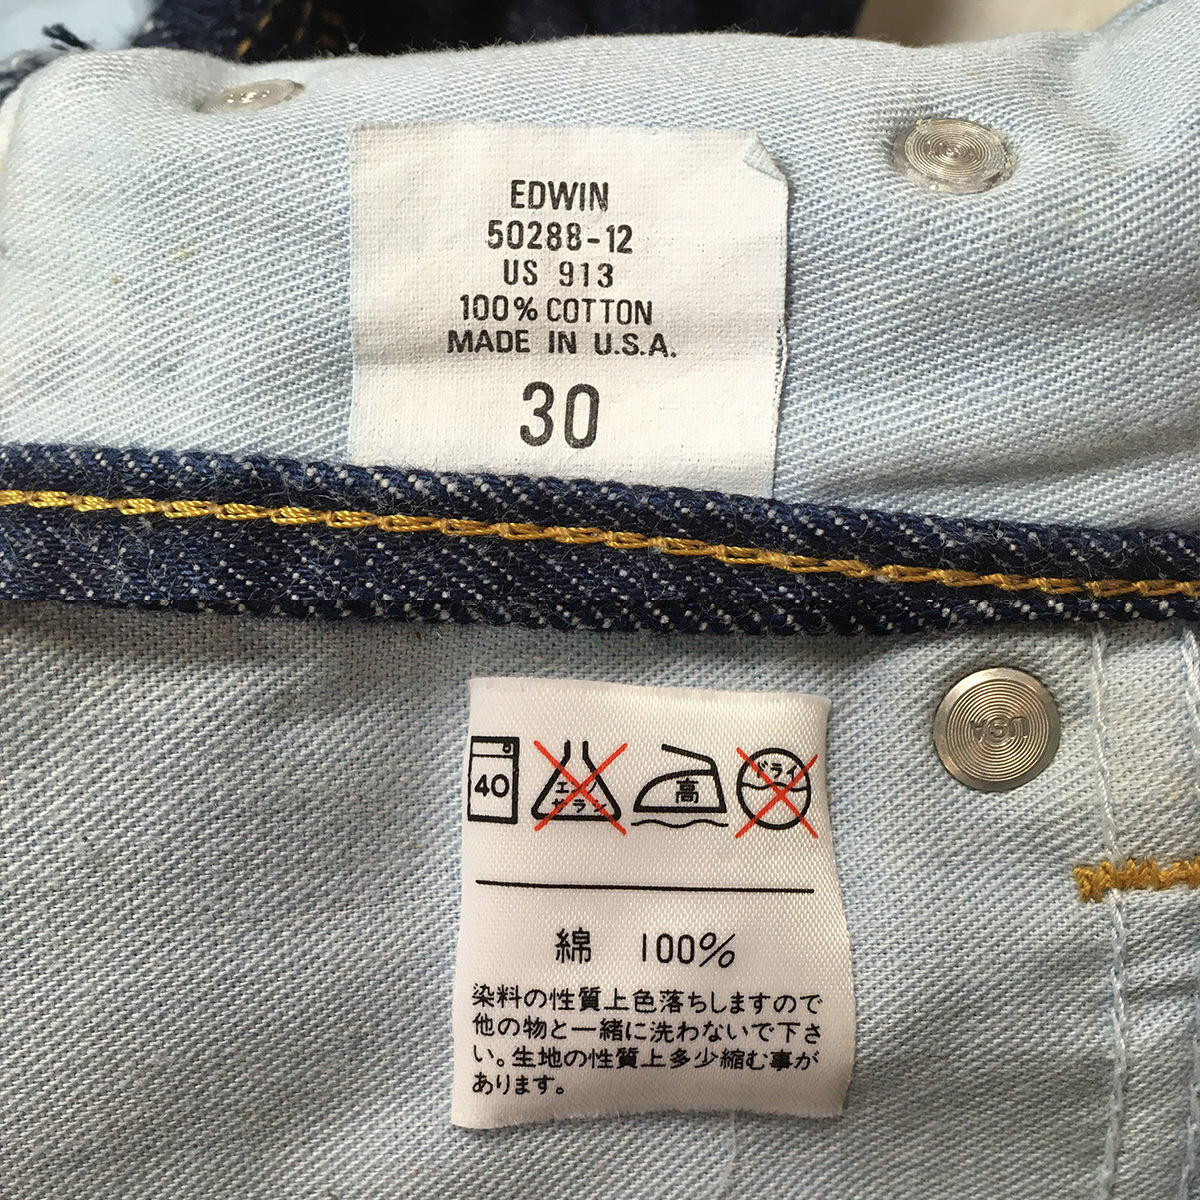 EDWIN
50288-12
US 913
100% COTTON
MADE IN U.S.A.
30
USA
40
エンソ
サラシ
高
ドライ
綿 100%
染料の性質上色落ちしますので
他の物と一緒に洗わないで下さ
い。生地の性質上多少縮む事が
あります。